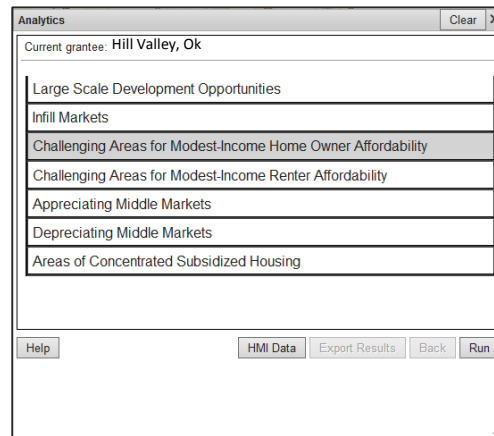 Analytics
Clear
Current grantee: Hill Valley, Ok
Large Scale Development Opportunities
Infill Markets
Challenging Areas for Modest-Income Home Owner Affordability
Challenging Areas for Modest-Income Renter Affordability
Appreciating Middle Markets
Depreciating Middle Markets
Areas of Concentrated Subsidized Housing
Help HMI Data Export Results Back Run